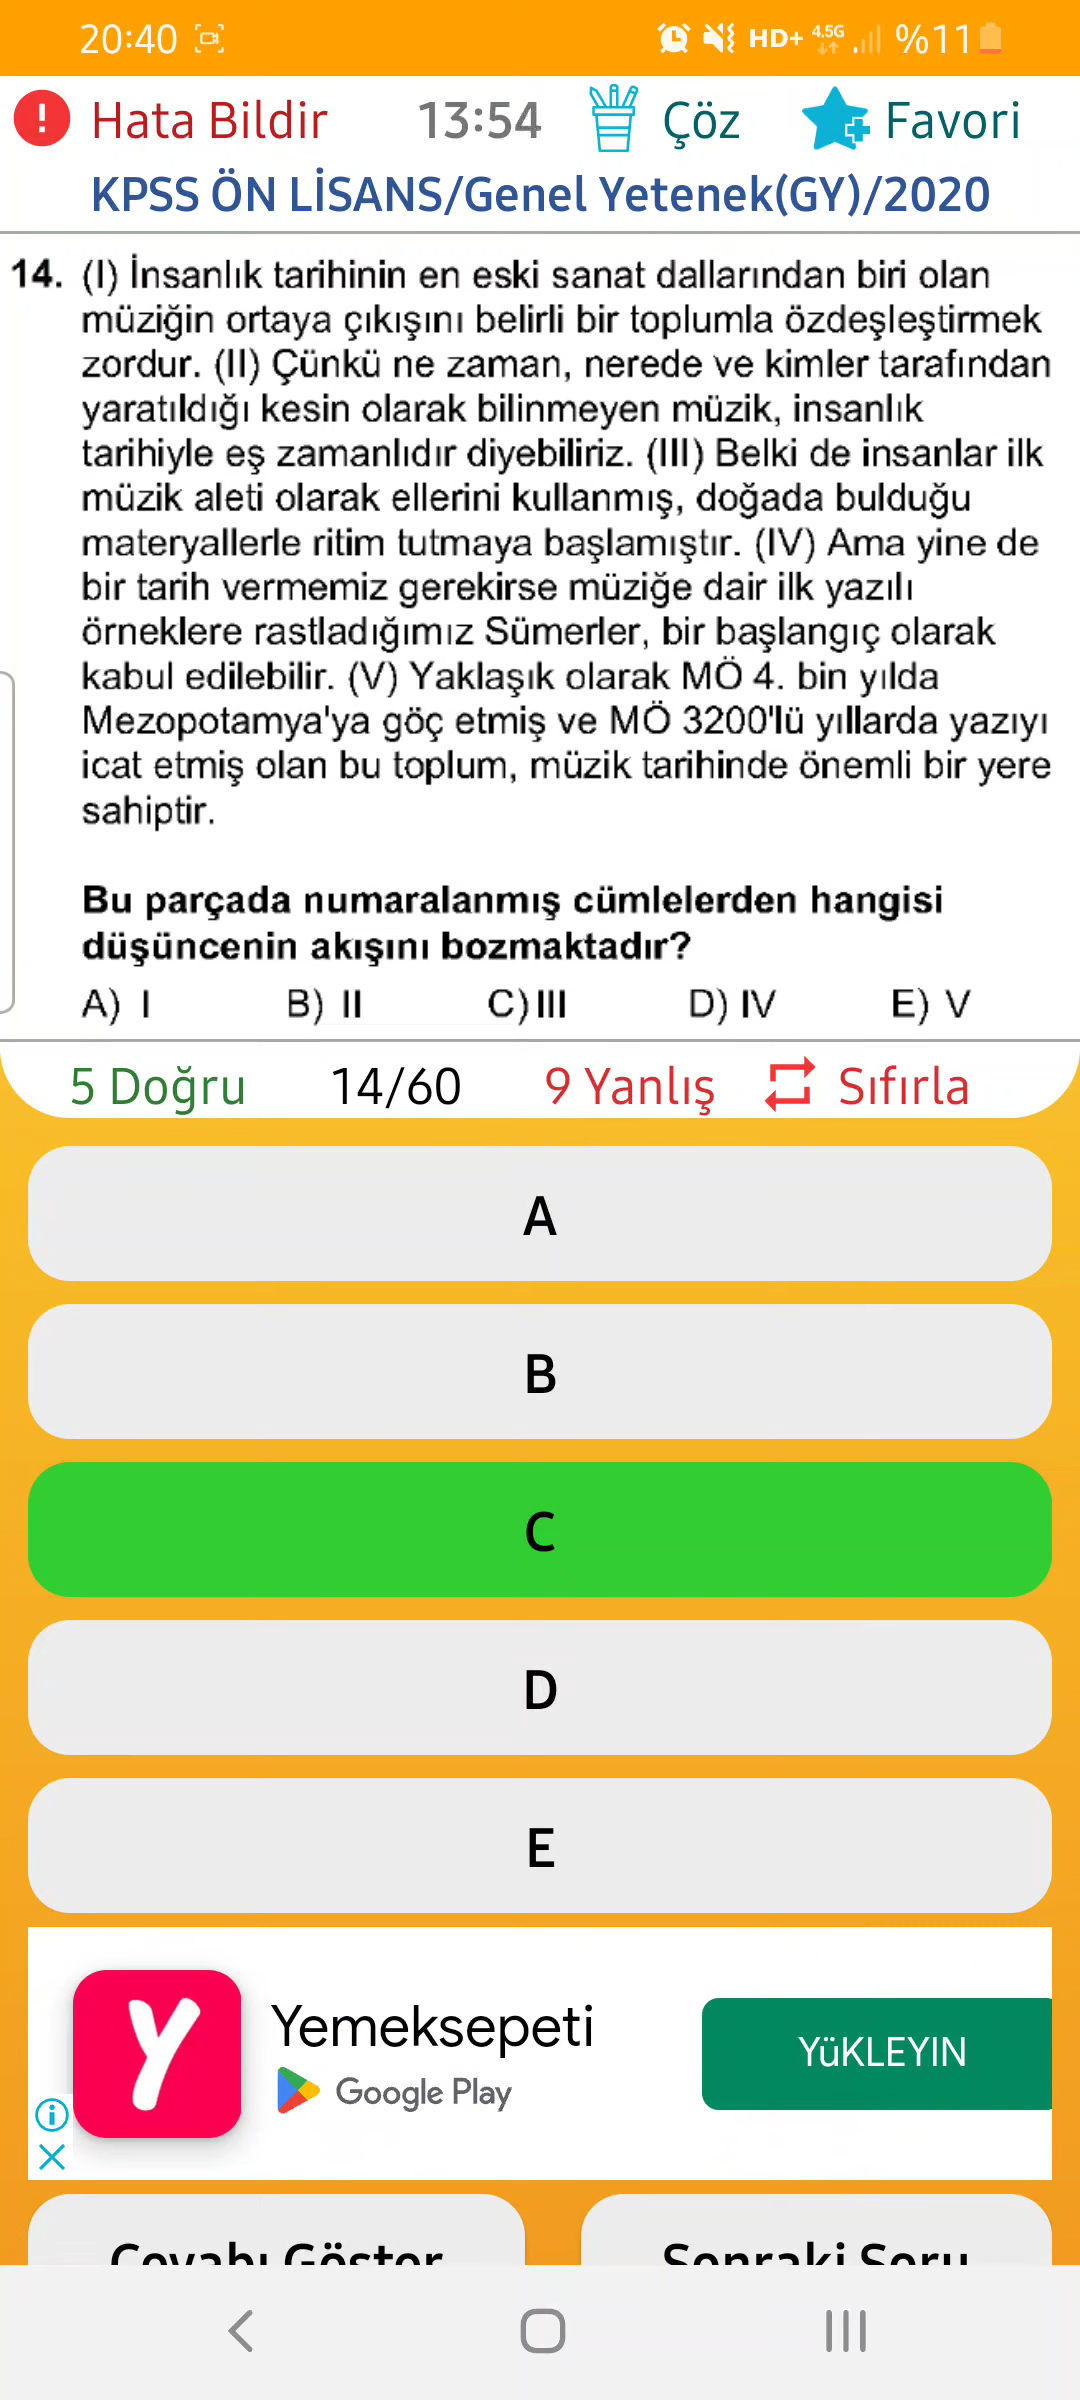 20:40 HD+ 4.5G %11
Hata Bildir 13:54 Çöz Favori
KPSS ÖN LİSANS/Genel Yetenek(GY)/2020
14. (I) İnsanlık tarihinin en eski sanat dallarından biri olan
müziğin ortaya çıkışını belirli bir toplumla özdeşleştirmek
zordur. (II) Çünkü ne zaman, nerede ve kimler tarafından
yaratıldığı kesin olarak bilinmeyen müzik, insanlık
tarihiyle eş zamanlıdır diyebiliriz. (III) Belki de insanlar ilk
müzik aleti olarak ellerini kullanmış, doğada bulduğu
materyallerle ritim tutmaya başlamıştır. (IV) Ama yine de
bir tarih vermemiz gerekirse müziğe dair ilk yazılı
örneklere rastladığımız Sümerler, bir başlangıç olarak
kabul edilebilir. (V) Yaklaşık olarak MÖ 4. bin yılda
Mezopotamya'ya göç etmiş ve MÖ 3200'lü yıllarda yazıyı
icat etmiş olan bu toplum, müzik tarihinde önemli bir yere
sahiptir.
Bu parçada numaralanmış cümlelerden hangisi
düşüncenin akışını bozmaktadır?
A) I B) II C) III D) IV E) V
5 Doğru 14/60 9 Yanlış Sıfırla
A
B
C
D
E
Yemeksepeti
Google Play
YüKLEYIN
Cevabı Göster Sonraki Soru